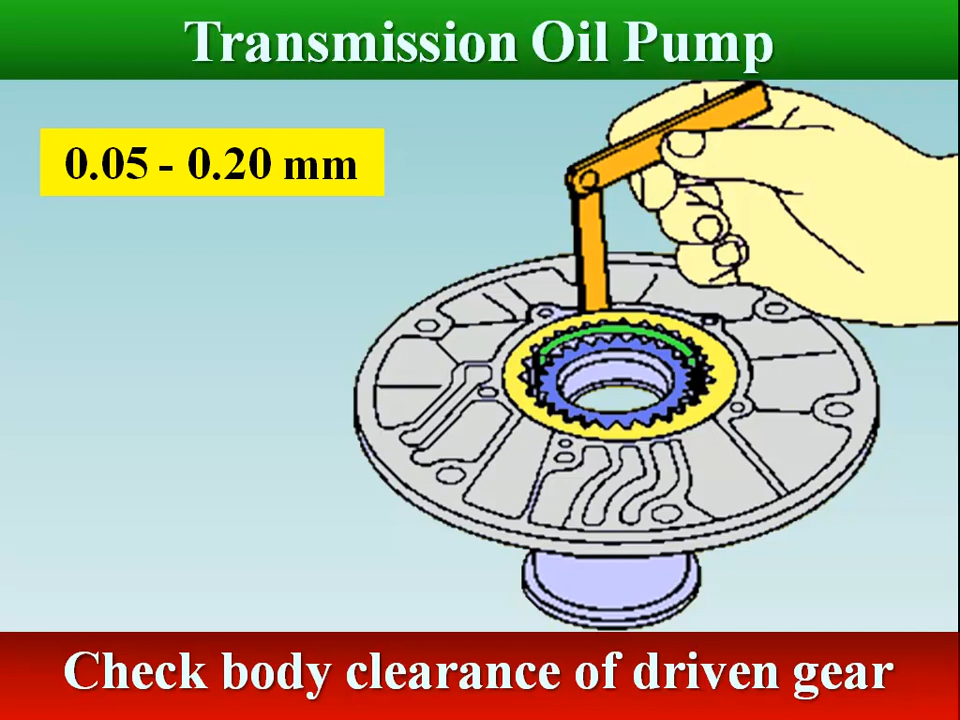 Transmission Oil Pump
0.05 - 0.20 mm
Check body clearance of driven gear